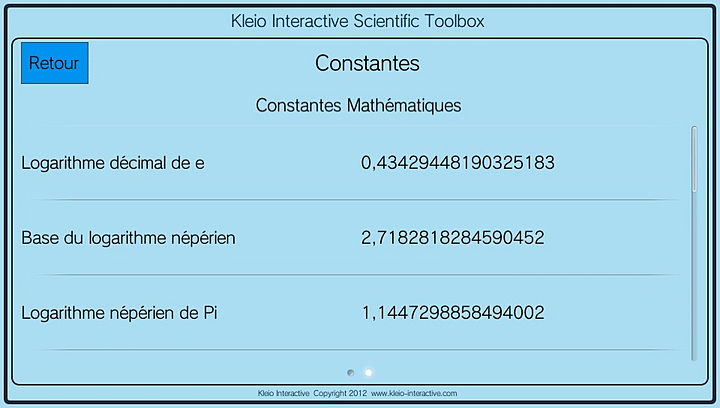 Kleio Interactive Scientific Toolbox
Retour
Constantes
Constantes Mathématiques
Logarithme décimal de e 0,43429448190325183
Base du logarithme népérien 2,7182818284590452
Logarithme népérien de Pi 1,1447298858494002
Kleio Interactive Copyright 2012 www.kleio-interactive.com